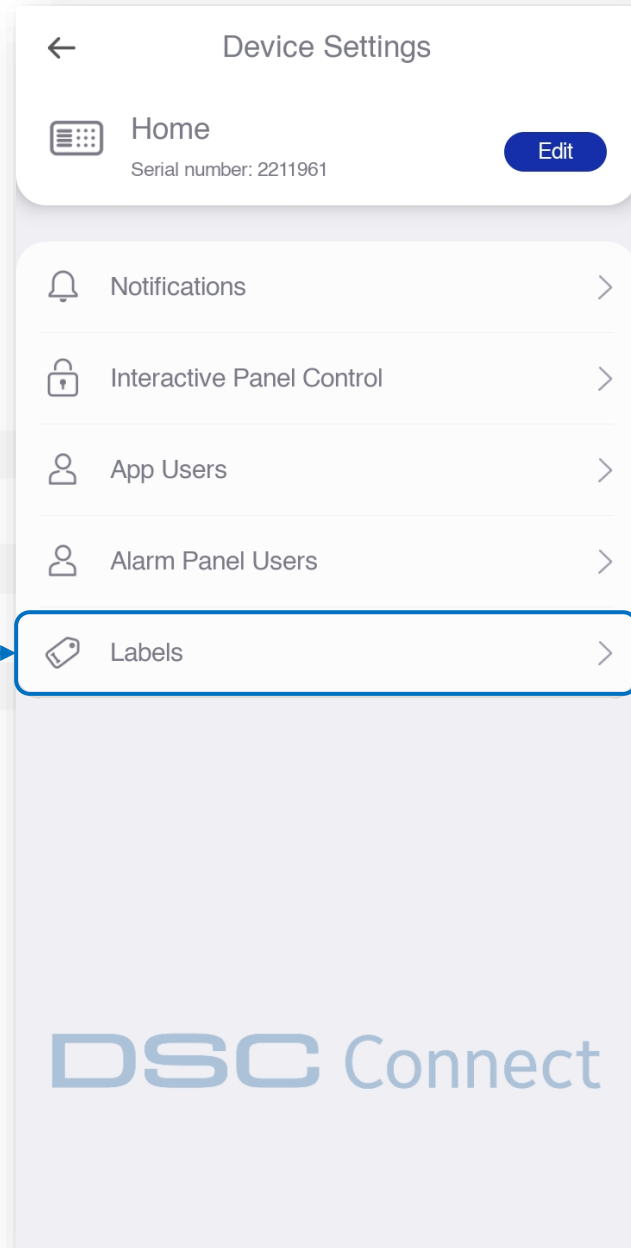 Device Settings
Home
Serial number: 2211961
Edit
Notifications
Interactive Panel Control
App Users
Alarm Panel Users
Labels
DSC Connect